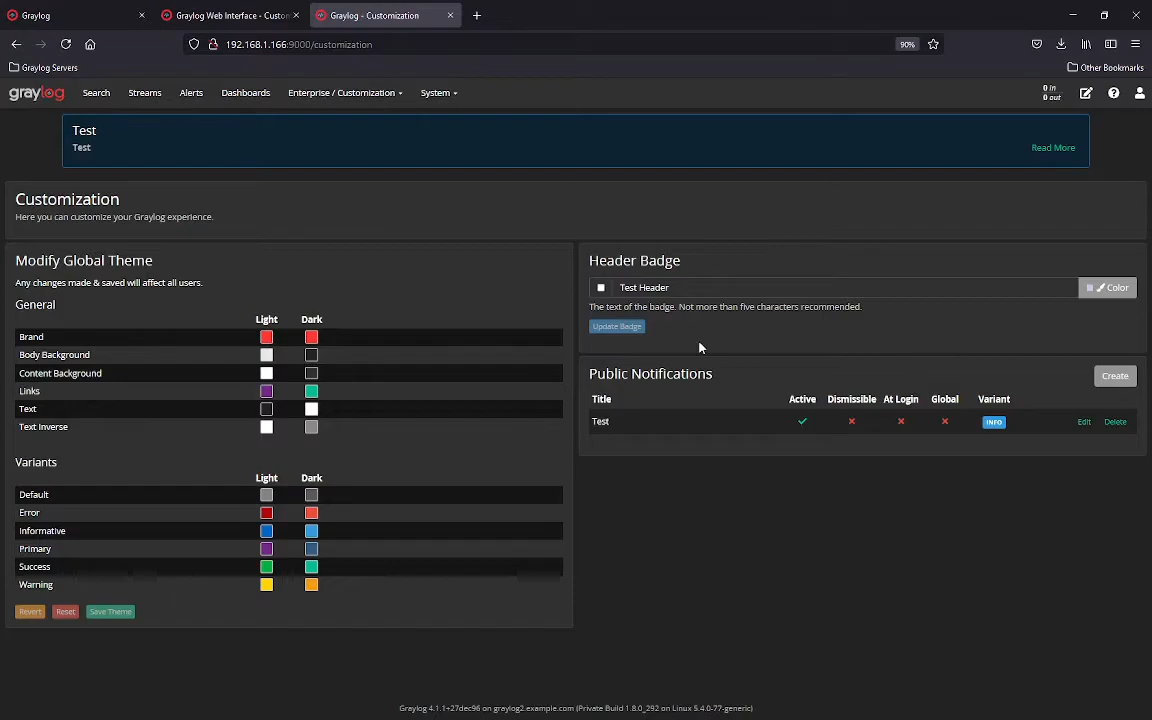 Graylog
Graylog Web Interface - Custon
Graylog - Customization
192.168.1.166:9000/customization
90%
Graylog Servers
Other Bookmarks
graylog
Search
Streams
Alerts
Dashboards
Enterprise / Customization
System
0 in
0 out
Test
Test
Read More
Customization
Here you can customize your Graylog experience.
Modify Global Theme
Any changes made & saved will affect all users.
General
Light Dark
Brand
Body Background
Content Background
Links
Text
Text Inverse
Variants
Light Dark
Default
Error
Informative
Primary
Success
Warning
Revert Reset Save Theme
Header Badge
Test Header
Color
The text of the badge. Not more than five characters recommended.
Update Badge
Public Notifications
Create
Title Active Dismissible At Login Global Variant
Test INFO Edit Delete
Graylog 4.1.1+27dec96 on graylog2.example.com (Private Build 1.8.0_292 on Linux 5.4.0-77-generic)